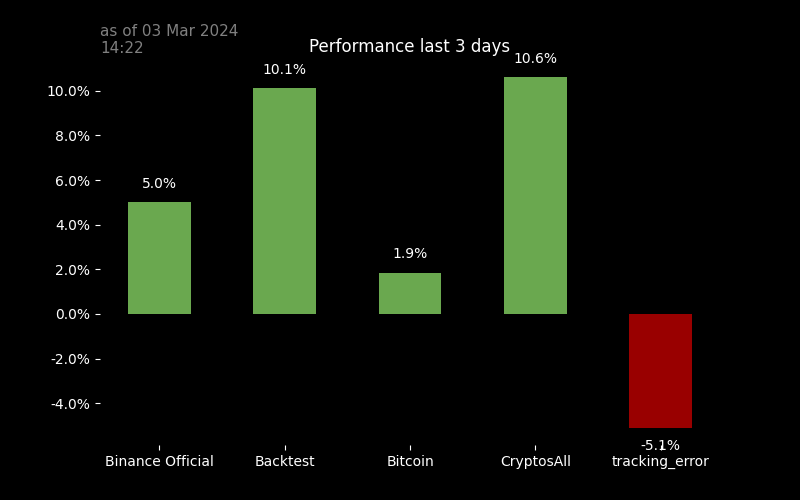 as of 03 Mar 2024
14:22
Performance last 3 days
10.0%
8.0%
6.0%
4.0%
2.0%
0.0%
-2.0%
-4.0%
5.0%
10.1%
1.9%
10.6%
-5.1%
Binance Official
Backtest
Bitcoin
CryptosAll
tracking_error